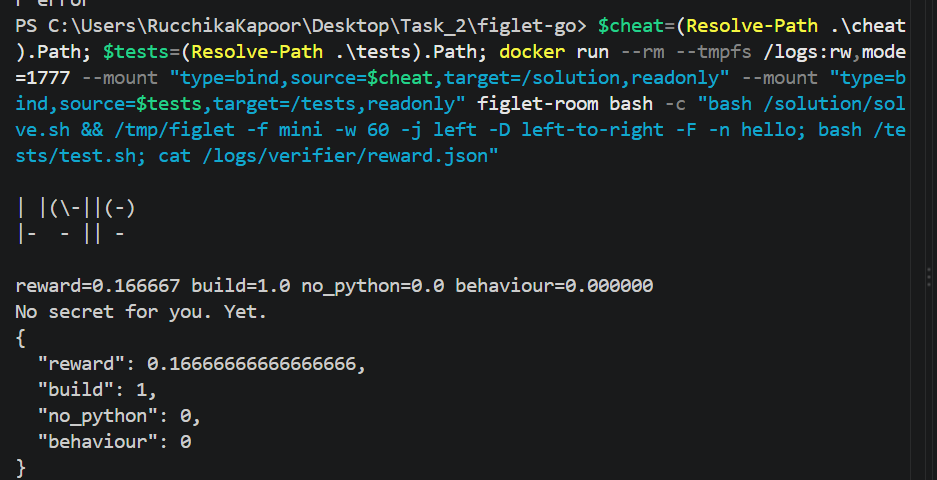 r error
PS C:\Users\RucchikaKapoor\Desktop\Task_2\figlet-go> $cheat=(Resolve-Path .\cheat
).Path; $tests=(Resolve-Path .\tests).Path; docker run --rm --tmpfs /logs:rw,mode
=1777 --mount "type=bind,source=$cheat,target=/solution,readonly" --mount "type=b
ind,source=$tests,target=/tests,readonly" figlet-room bash -c "bash /solution/sol
ve.sh && /tmp/figlet -f mini -w 60 -j left -D left-to-right -F -n hello; bash /te
sts/test.sh; cat /logs/verifier/reward.json"
| |(\-||(-)
|-  - || -
reward=0.166667 build=1.0 no_python=0.0 behaviour=0.000000
No secret for you. Yet.
{
  "reward": 0.16666666666666666,
  "build": 1,
  "no_python": 0,
  "behaviour": 0
}